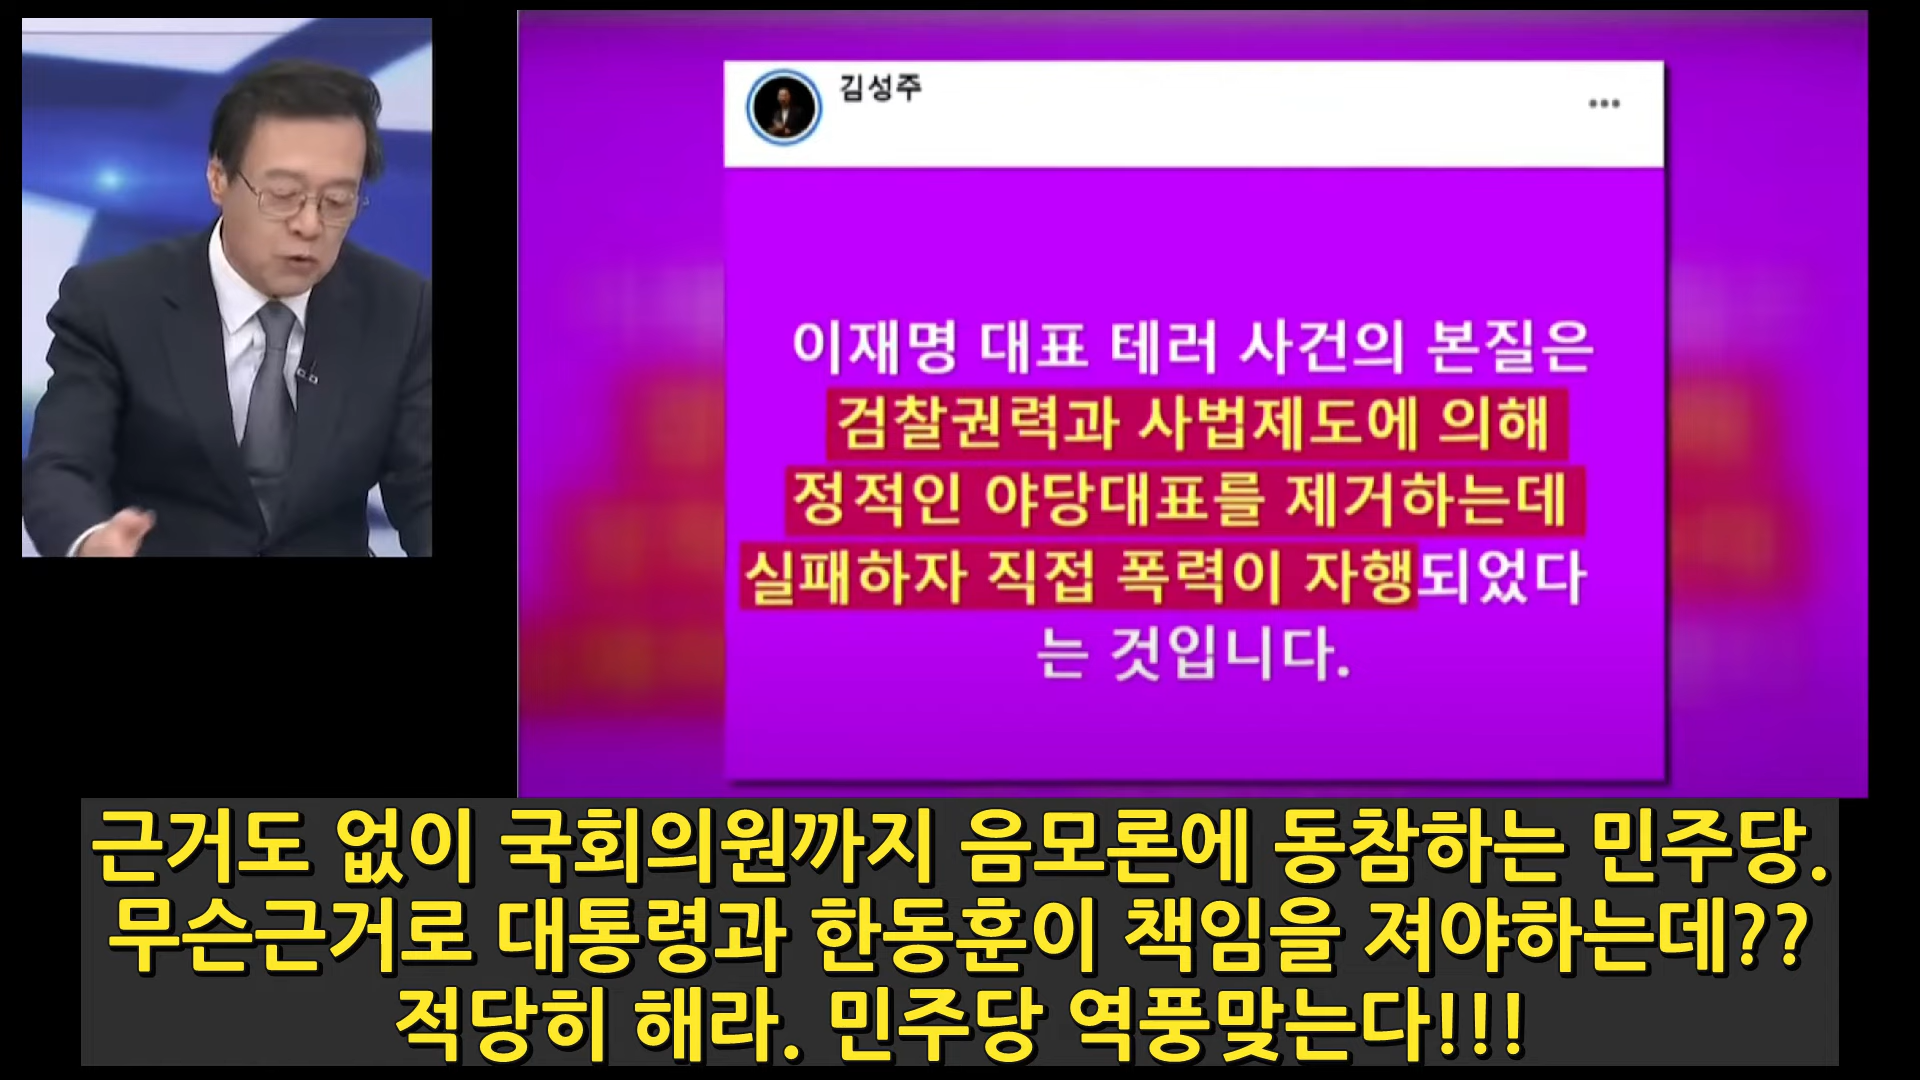 김성주
이재명 대표 테러 사건의 본질은
검찰권력과 사법제도에 의해
정적인 야당대표를 제거하는데
실패하자 직접 폭력이 자행되었다
는 것입니다.
근거도 없이 국회의원까지 음모론에 동참하는 민주당.
무슨근거로 대통령과 한동훈이 책임을 져야하는데??
적당히 해라. 민주당 역풍맞는다!!!